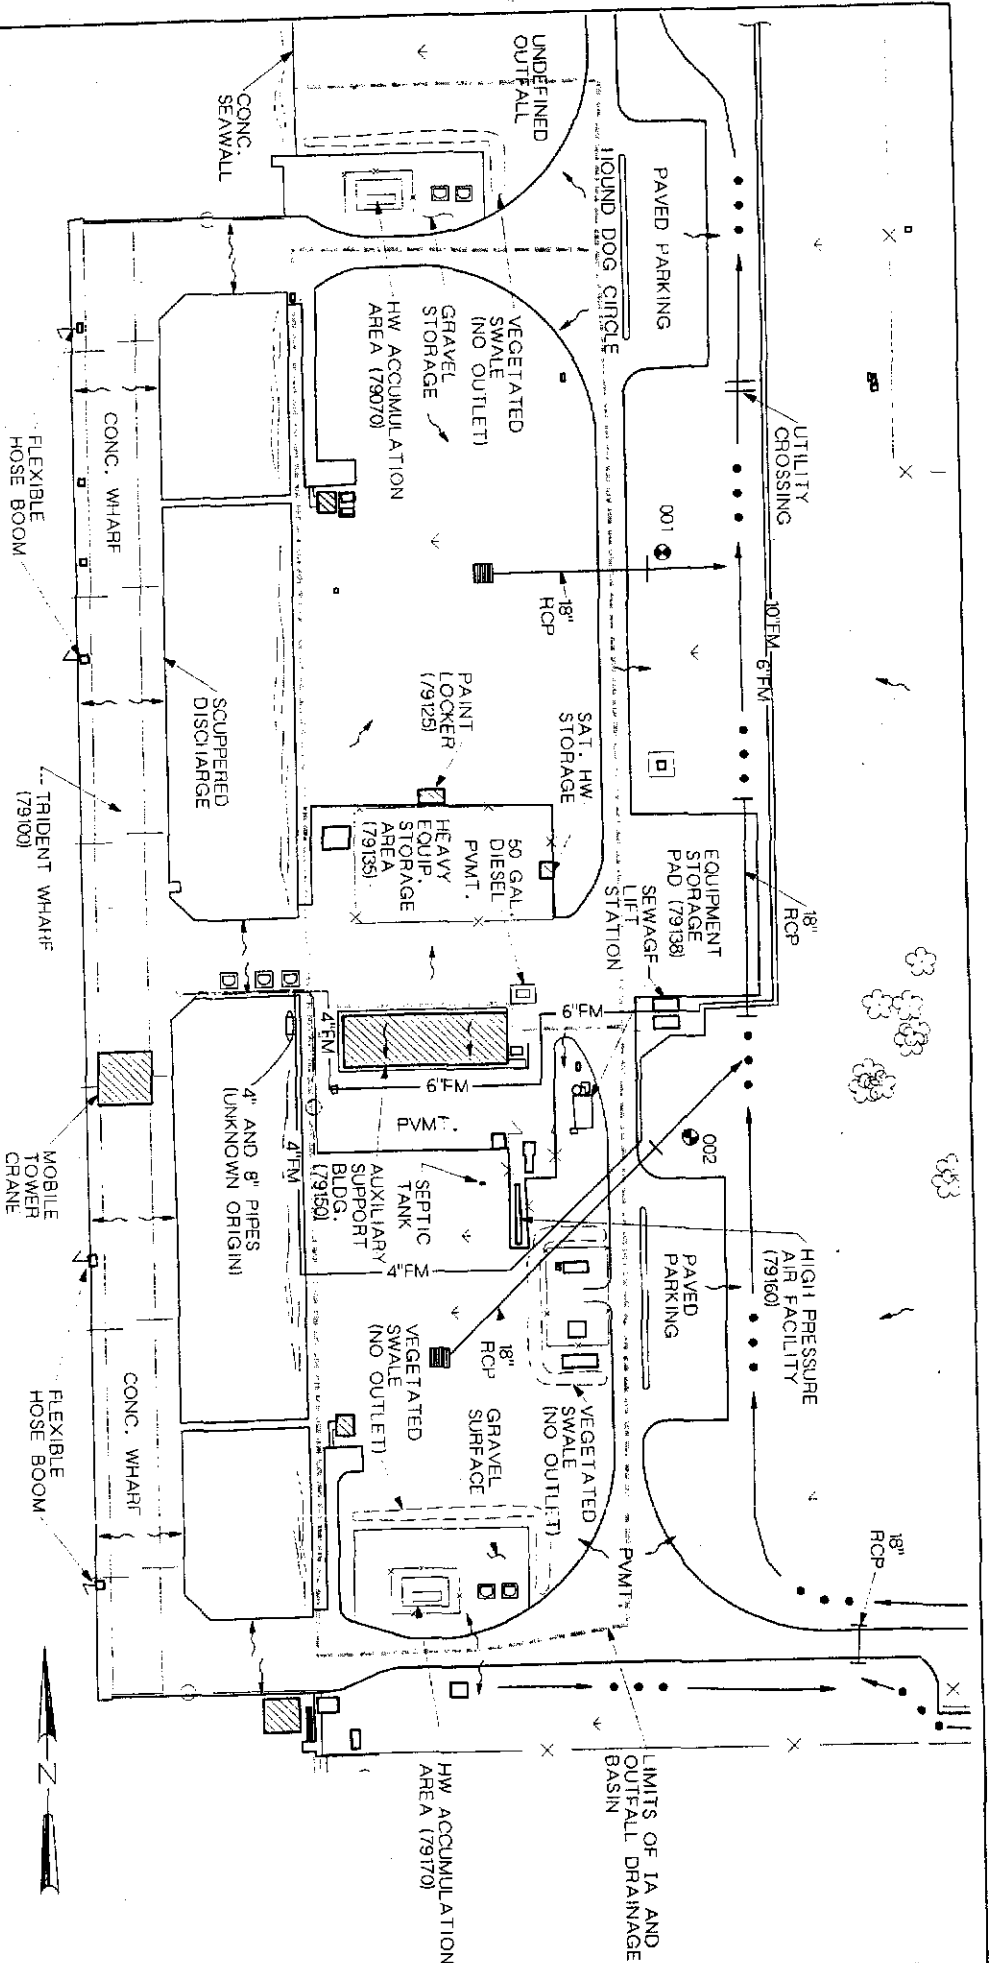 UNDEFINED
OUTFALL
CONC.
SEAWALL
HOUND DOG CIRCLE
PAVED PARKING
VEGETATED
SWALE
(NO OUTLET)
GRAVEL
STORAGE
HW ACCUMULATION
AREA (79070)
UTILITY
CROSSING
001
18"
RCP
10"FM
6"FM
CONC. WHARF
FLEXIBLE
HOSE BOOM
SCUPPERED
DISCHARGE
TRIDENT WHARF
(79100)
PAINT
LOCKER
(79125)
SAT. HW
STORAGE
HEAVY
EQUIP.
STORAGE
AREA
(79135)
50 GAL.
DIESEL
PVMT.
SEWAGE
LIFT
STATION
EQUIPMENT
STORAGE
PAD (79138)
18"
RCP
6"FM
4"FM
6"FM
PVMT.
4"FM
4" AND 8" PIPES
(UNKNOWN ORIGIN)
MOBILE
TOWER
CRANE
AUXILIARY
SUPPORT
BLDG.
(79150)
SEPTIC
TANK
4"FM
002
HIGH PRESSURE
AIR FACILITY
(79160)
PAVED
PARKING
18"
RCP
VEGETATED
SWALE
(NO OUTLET)
VEGETATED
SWALE
(NO OUTLET)
GRAVEL
SURFACE
PVMT.
18"
RCP
CONC. WHARF
FLEXIBLE
HOSE BOOM
LIMITS OF IA AND
OUTFALL DRAINAGE
BASIN
HW ACCUMULATION
AREA (79170)
N